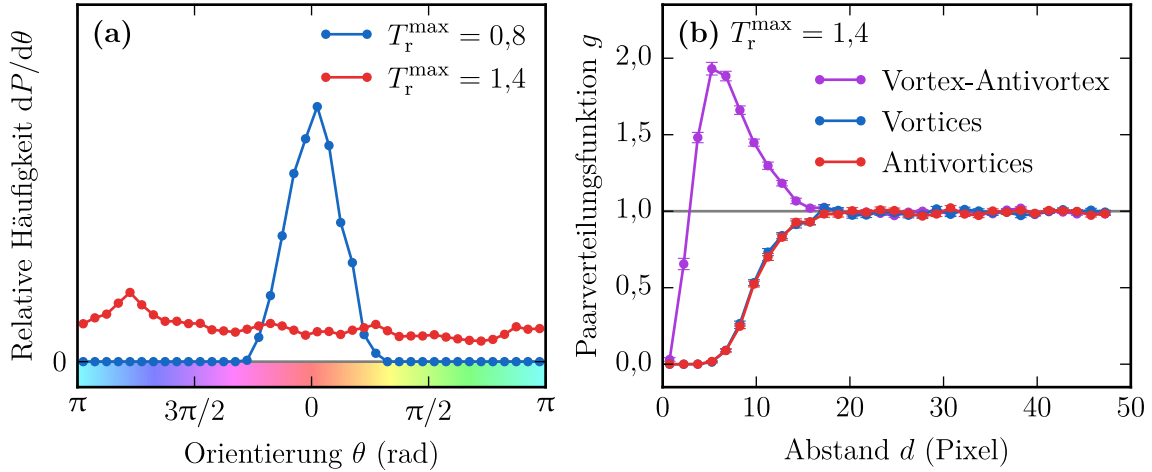 (a)
T_r^max = 0,8
T_r^max = 1,4
Relative Häufigkeit dP/dθ
0
π
3π/2
0
π/2
π
Orientierung θ (rad)
(b) T_r^max = 1,4
Vortex-Antivortex
Vortices
Antivortices
Paarverteilungsfunktion g
2,0
1,5
1,0
0,5
0,0
0
10
20
30
40
50
Abstand d (Pixel)